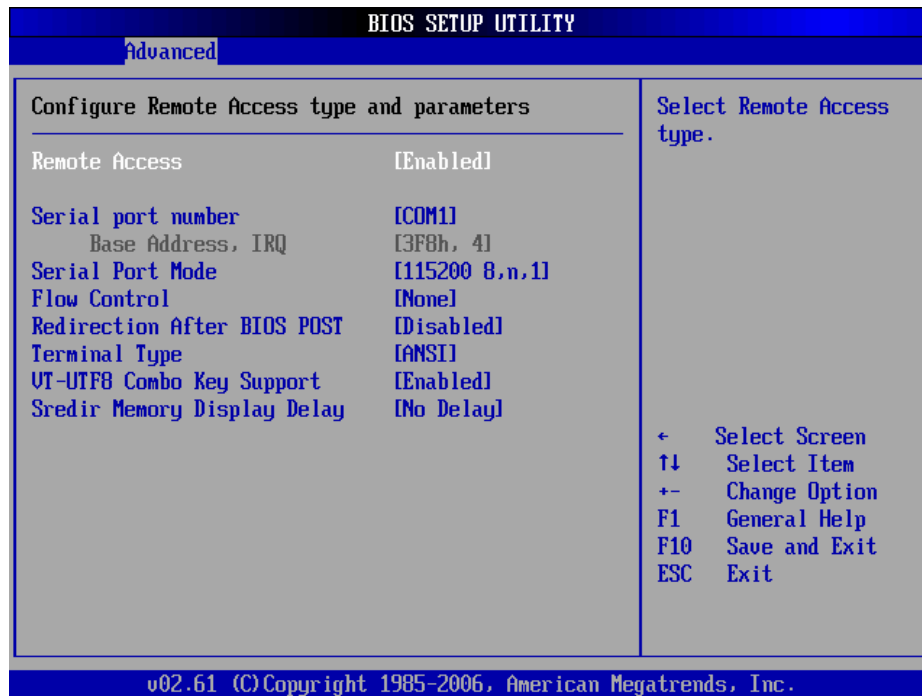 BIOS SETUP UTILITY
Advanced
Configure Remote Access type and parameters
Remote Access [Enabled]
Serial port number [COM1]
Base Address, IRQ [3F8h, 4]
Serial Port Mode [115200 8,n,1]
Flow Control [None]
Redirection After BIOS POST [Disabled]
Terminal Type [ANSI]
VT-UTF8 Combo Key Support [Enabled]
Sredir Memory Display Delay [No Delay]
Select Remote Access
type.
← Select Screen
↑↓ Select Item
+- Change Option
F1 General Help
F10 Save and Exit
ESC Exit
v02.61 (C)Copyright 1985-2006, American Megatrends, Inc.